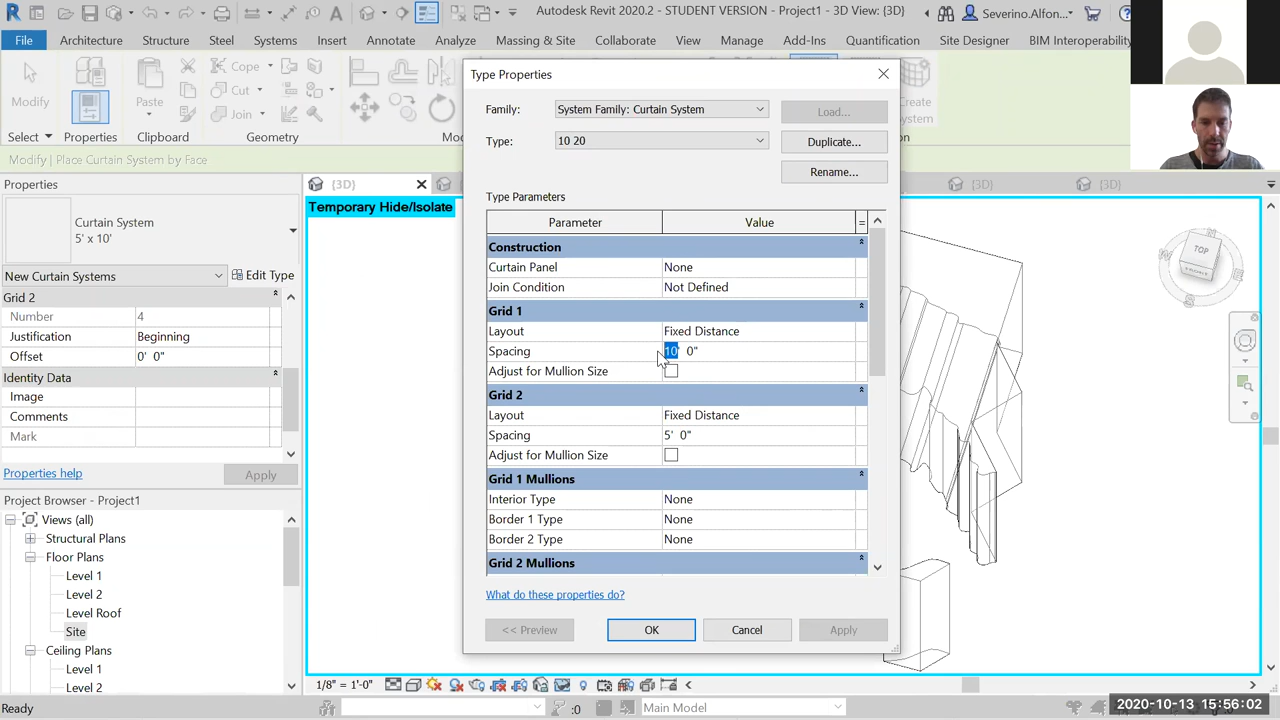 Autodesk Revit 2020.2 - STUDENT VERSION - Project1 - 3D View: {3D}
Severino.Alfon...
File Architecture Structure Steel Systems Insert Annotate Analyze Massing & Site Collaborate View Manage Add-Ins Quantification Site Designer BIM Interoperability
Modify
Paste
Cope
Cut
Join
Create
System
Select Properties Clipboard Geometry
Modify | Place Curtain System by Face
Properties
Curtain System
5' x 10'
New Curtain Systems
Edit Type
Grid 2
Number 4
Justification Beginning
Offset 0' 0"
Identity Data
Image
Comments
Mark
Properties help
Apply
Project Browser - Project1
Views (all)
Structural Plans
Floor Plans
Level 1
Level 2
Level Roof
Site
Ceiling Plans
Level 1
Level 2
Ready
{3D}
{3D}
{3D}
Temporary Hide/Isolate
TOP
Type Properties
Family: System Family: Curtain System Load...
Type: 10 20 Duplicate...
Rename...
Type Parameters
Parameter Value =
Construction
Curtain Panel None
Join Condition Not Defined
Grid 1
Layout Fixed Distance
Spacing 10' 0"
Adjust for Mullion Size
Grid 2
Layout Fixed Distance
Spacing 5' 0"
Adjust for Mullion Size
Grid 1 Mullions
Interior Type None
Border 1 Type None
Border 2 Type None
Grid 2 Mullions
What do these properties do?
<< Preview OK Cancel Apply
1/8" = 1'-0"
:0
Main Model
2020-10-13 15:56:02